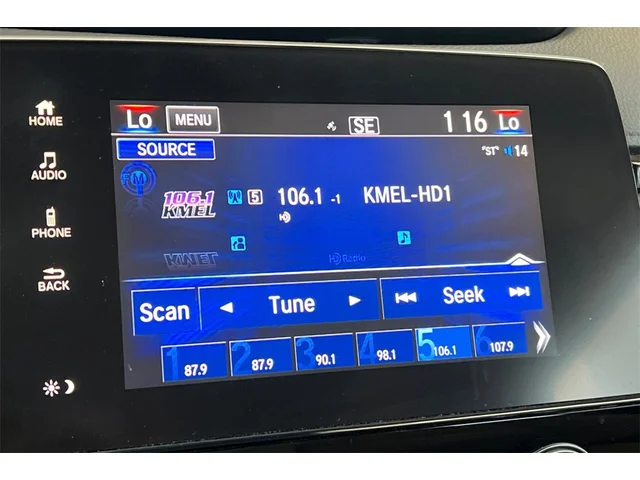 Lo MENU SE 1 16 Lo
HOME
SOURCE "ST" 14
AUDIO
FM
106.1 KMEL 5 106.1 -1 KMEL-HD1
PHONE
HD Radio
BACK
Scan Tune Seek
1 87.9 2 87.9 3 90.1 4 98.1 5 106.1 6 107.9